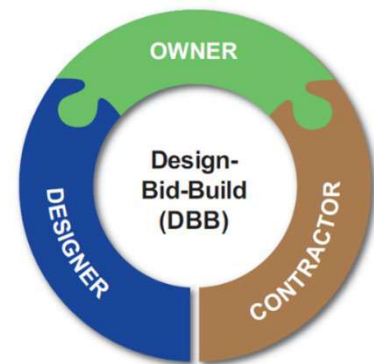 OWNER
Design-
Bid-Build
(DBB)
DESIGNER
CONTRACTOR